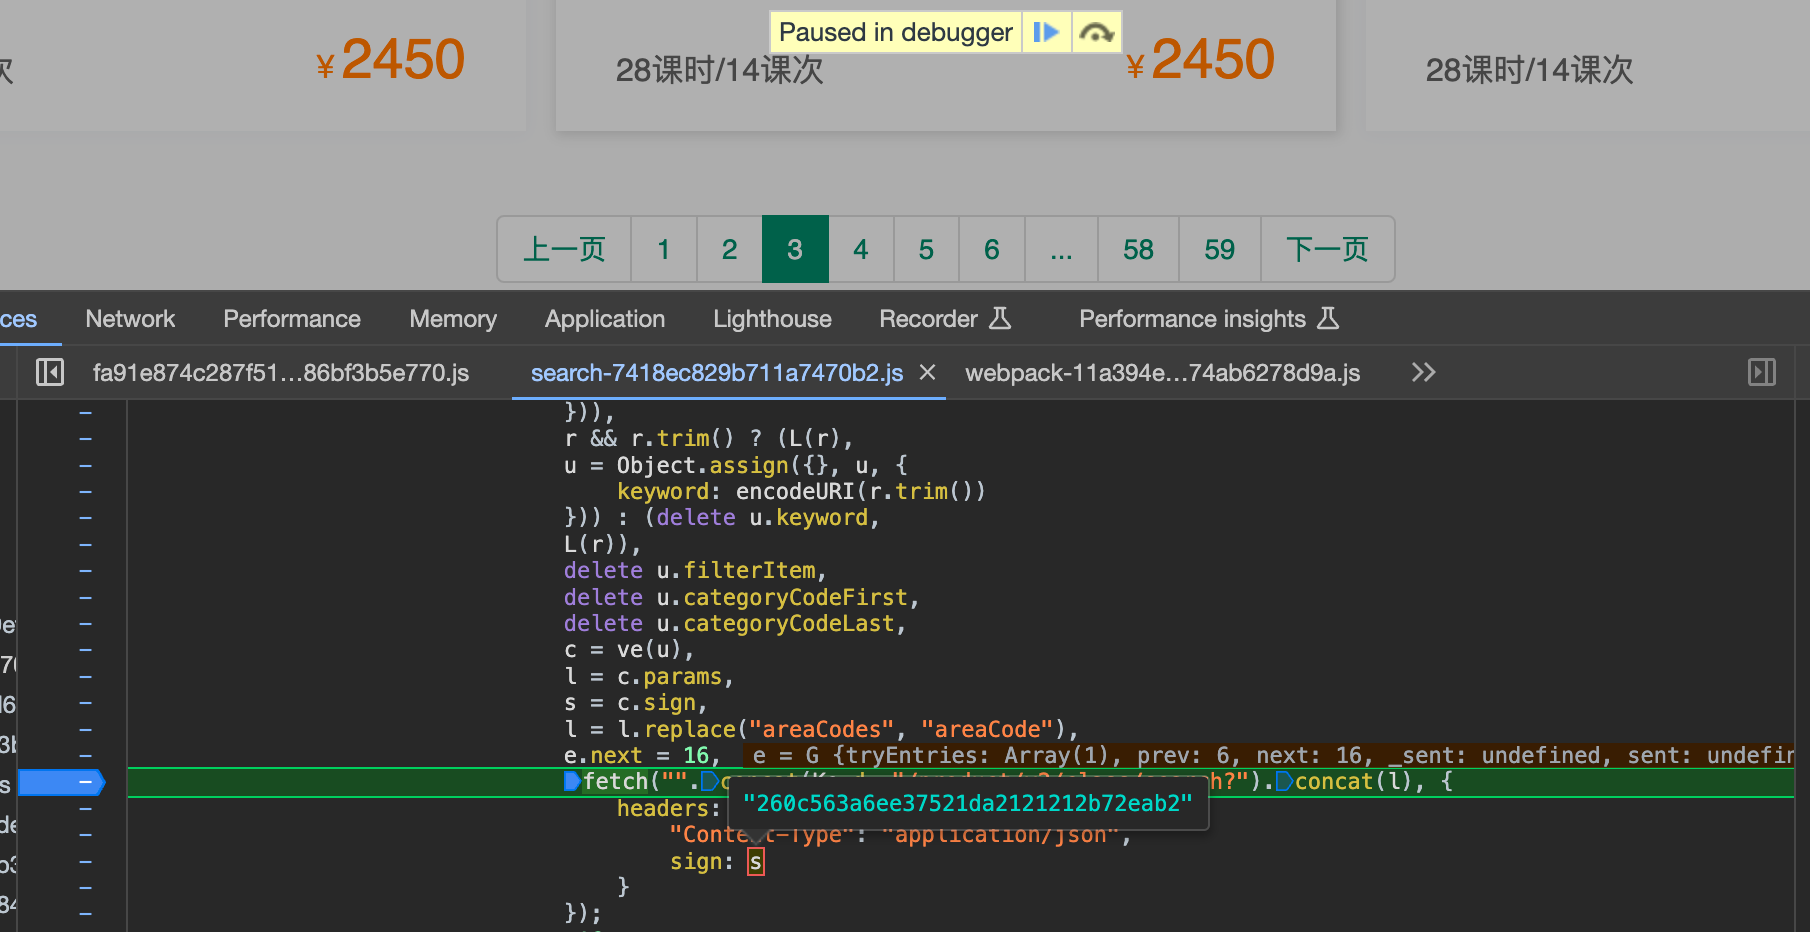 Paused in debugger
次 ¥2450 28课时/14课次 ¥2450 28课时/14课次
上一页 1 2 3 4 5 6 ... 58 59 下一页
ces Network Performance Memory Application Lighthouse Recorder Performance insights
fa91e874c287f51...86bf3b5e770.js search-7418ec829b711a7470b2.js × webpack-11a394e...74ab6278d9a.js »
})),
r && r.trim() ? (L(r),
u = Object.assign({}, u, {
keyword: encodeURI(r.trim())
})) : (delete u.keyword,
L(r)),
delete u.filterItem,
delete u.categoryCodeFirst,
delete u.categoryCodeLast,
c = ve(u),
l = c.params,
s = c.sign,
l = l.replace("areaCodes", "areaCode"),
e.next = 16, e = G {tryEntries: Array(1), prev: 6, next: 16, _sent: undefined, sent: undefin
fetch("".concat( h?").concat(l), {
"260c563a6ee37521da2121212b72eab2"
headers:
"Content-Type": "application/json",
sign: s
}
});